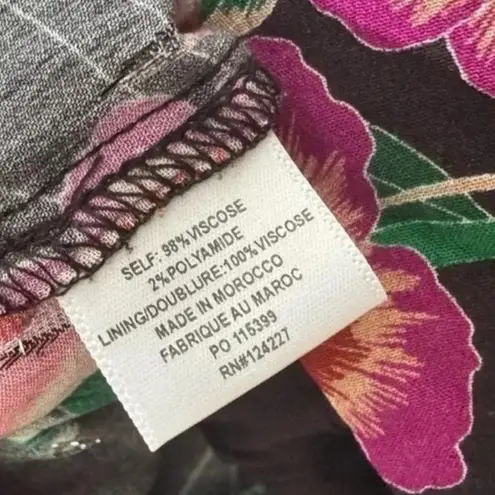 SELF: 98% VISCOSE
2% POLYAMIDE
LINING/DOUBLURE:100% VISCOSE
MADE IN MOROCCO
FABRIQUE AU MAROC
PO 115399
RN#124227